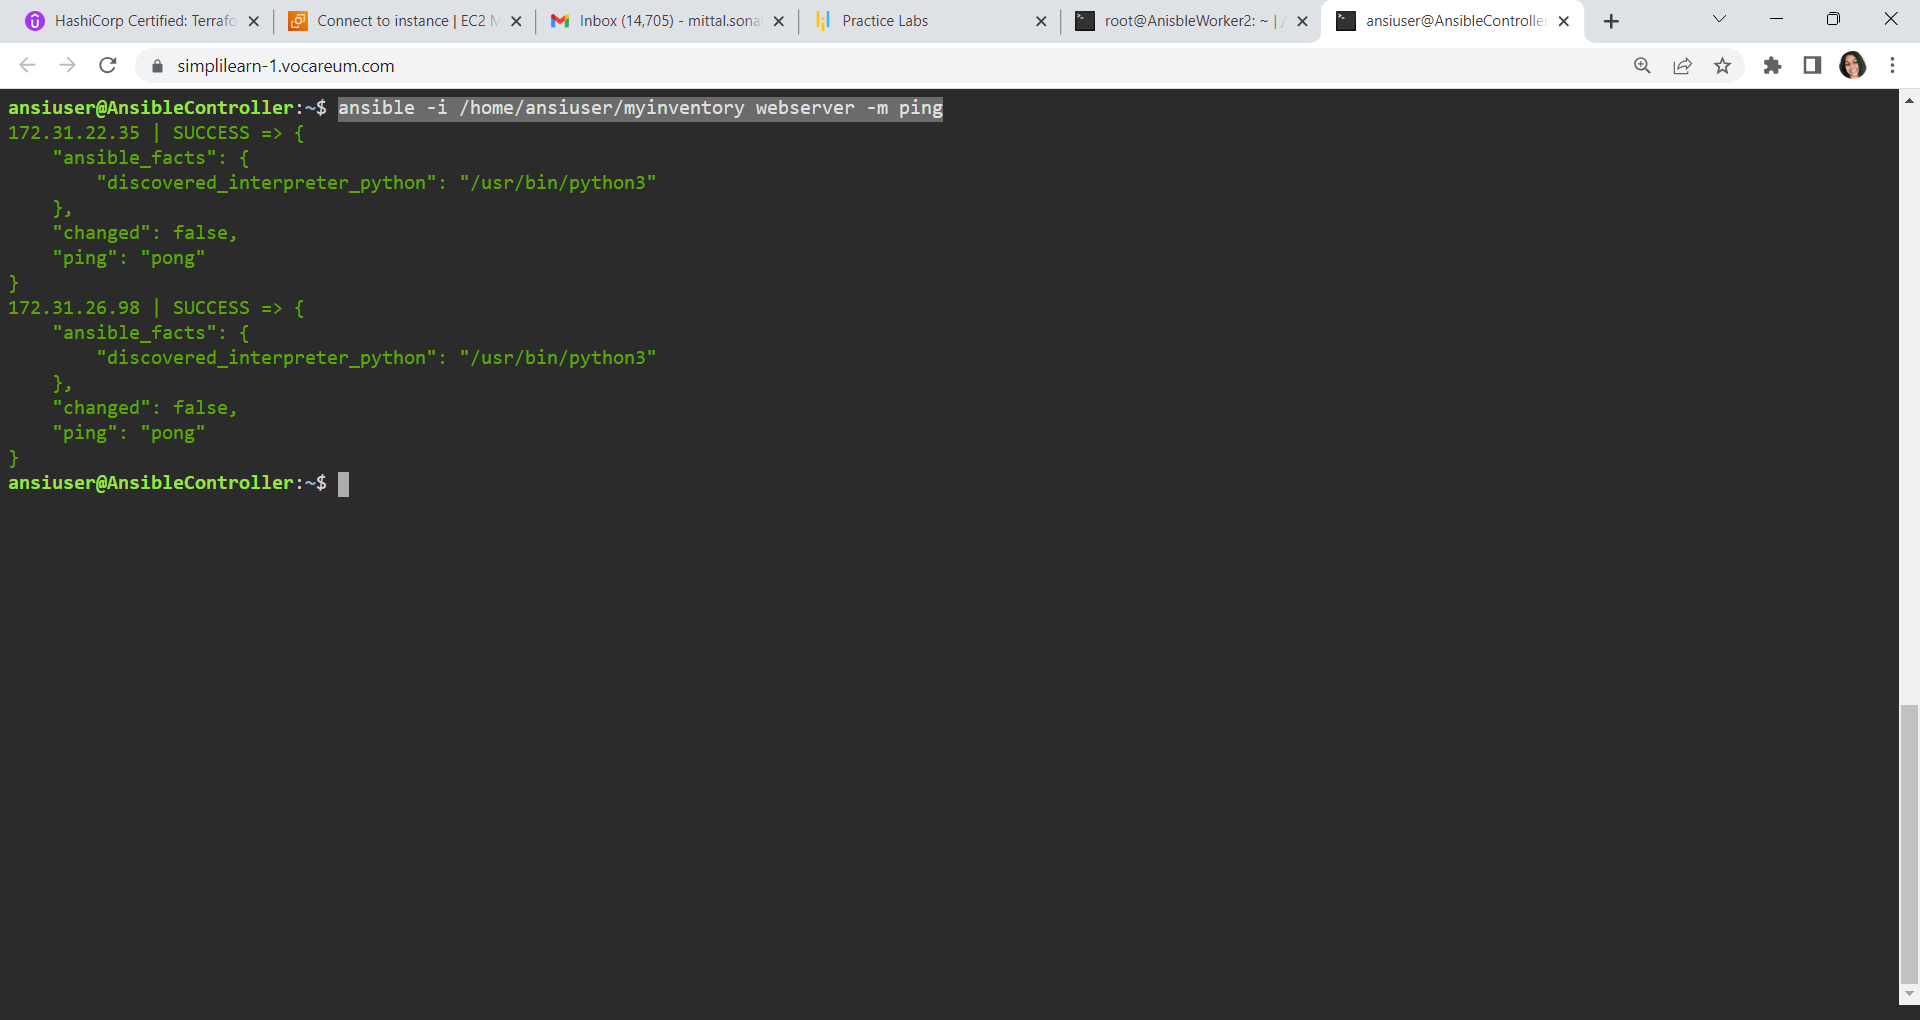 HashiCorp Certified: Terrafo
Connect to instance | EC2 M
Inbox (14,705) - mittal.sonal
Practice Labs
root@AnisbleWorker2: ~ | 
ansiuser@AnsibleController
simplilearn-1.vocareum.com
ansiuser@AnsibleController:~$ ansible -i /home/ansiuser/myinventory webserver -m ping
172.31.22.35 | SUCCESS => {
    "ansible_facts": {
        "discovered_interpreter_python": "/usr/bin/python3"
    },
    "changed": false,
    "ping": "pong"
}
172.31.26.98 | SUCCESS => {
    "ansible_facts": {
        "discovered_interpreter_python": "/usr/bin/python3"
    },
    "changed": false,
    "ping": "pong"
}
ansiuser@AnsibleController:~$